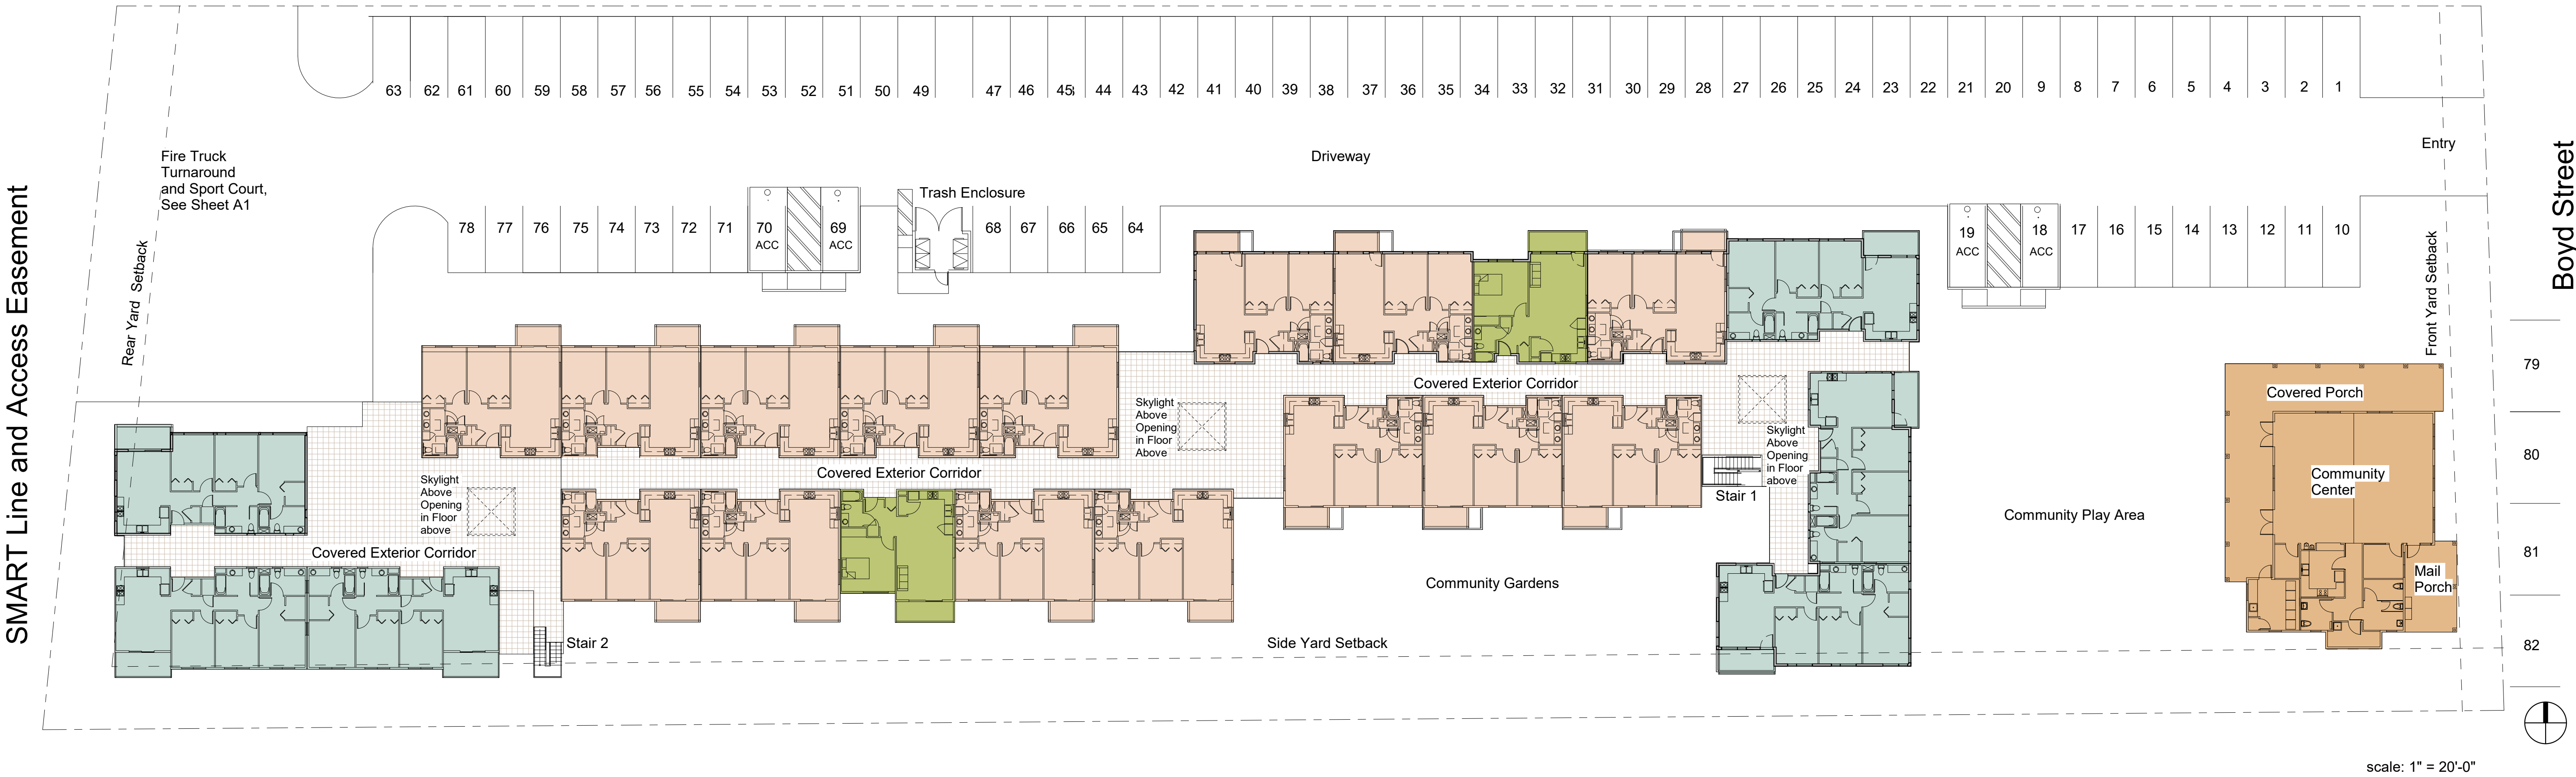 63 62 61 60 59 58 57 56 55 54 53 52 51 50 49 47 46 45 44 43 42 41 40 39 38 37 36 35 34 33 32 31 30 29 28 27 26 25 24 23 22 21 20 9 8 7 6 5 4 3 2 1
Fire Truck
Turnaround
and Sport Court,
See Sheet A1
Driveway
Entry
Trash Enclosure
78 77 76 75 74 73 72 71 70 69 68 67 66 65 64 19 18 17 16 15 14 13 12 11 10
ACC
ACC
ACC
ACC
SMART Line and Access Easement
Rear Yard Setback
Front Yard Setback
Boyd Street
79
80
81
82
Covered Exterior Corridor
Covered Porch
Skylight
Above
Opening
in Floor
Above
Skylight
Above
Opening
in Floor
above
Covered Exterior Corridor
Community
Center
Skylight
Above
Opening
in Floor
above
Stair 1
Community Play Area
Covered Exterior Corridor
Community Gardens
Mail
Porch
Stair 2
Side Yard Setback
scale: 1" = 20'-0"